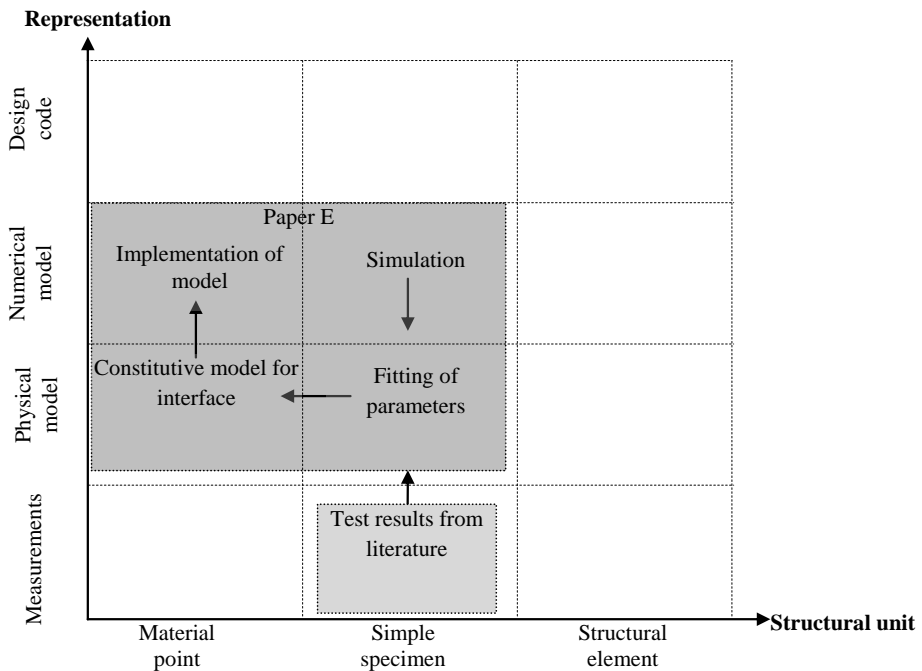 Representation
Design
code
Numerical
model
Physical
model
Measurements
Paper E
Implementation of
model
Simulation
Constitutive model for
interface
Fitting of
parameters
Test results from
literature
Structural unit
Material
point
Simple
specimen
Structural
element